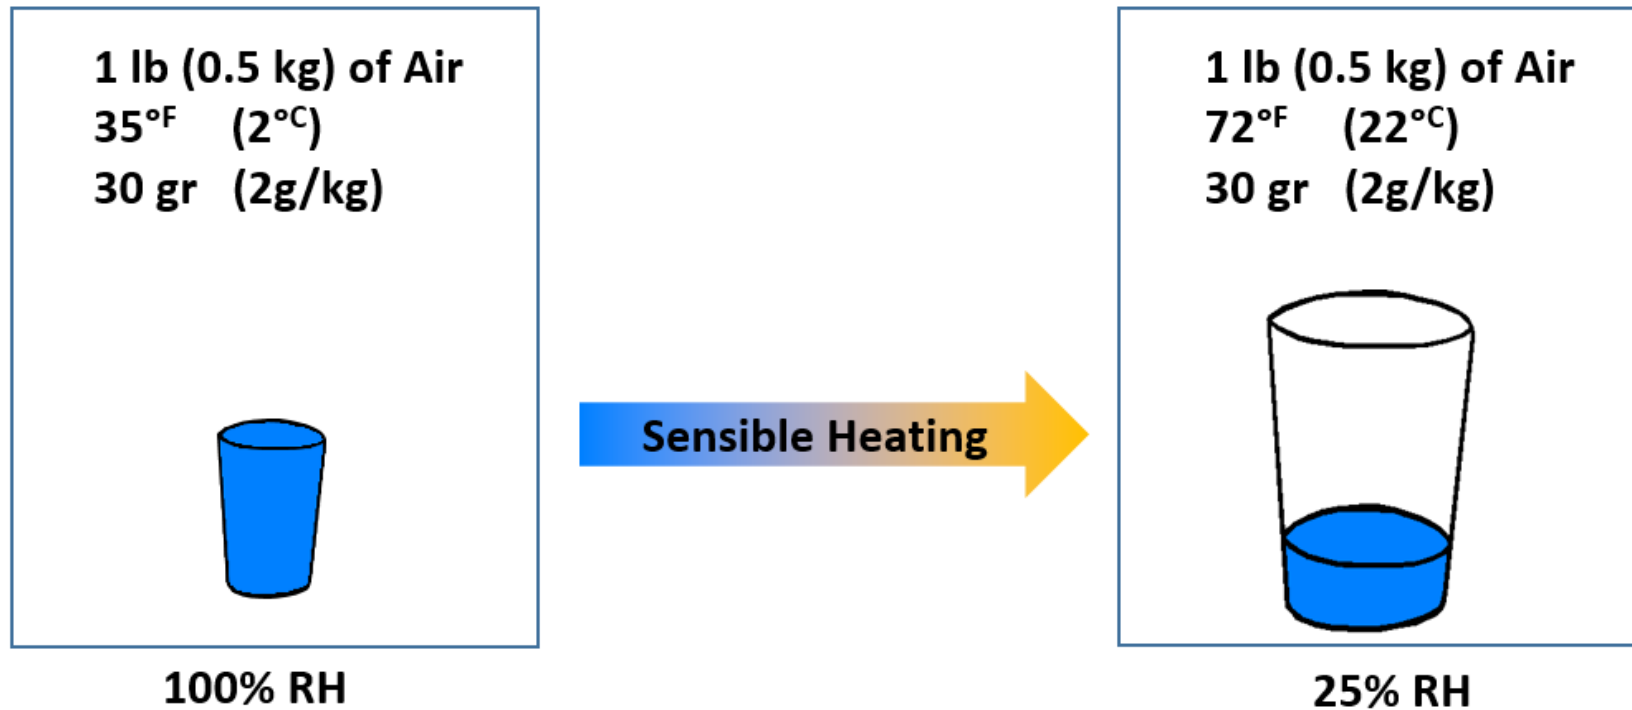 1 lb (0.5 kg) of Air
35°F (2°C)
30 gr (2g/kg)
100% RH
Sensible Heating
1 lb (0.5 kg) of Air
72°F (22°C)
30 gr (2g/kg)
25% RH